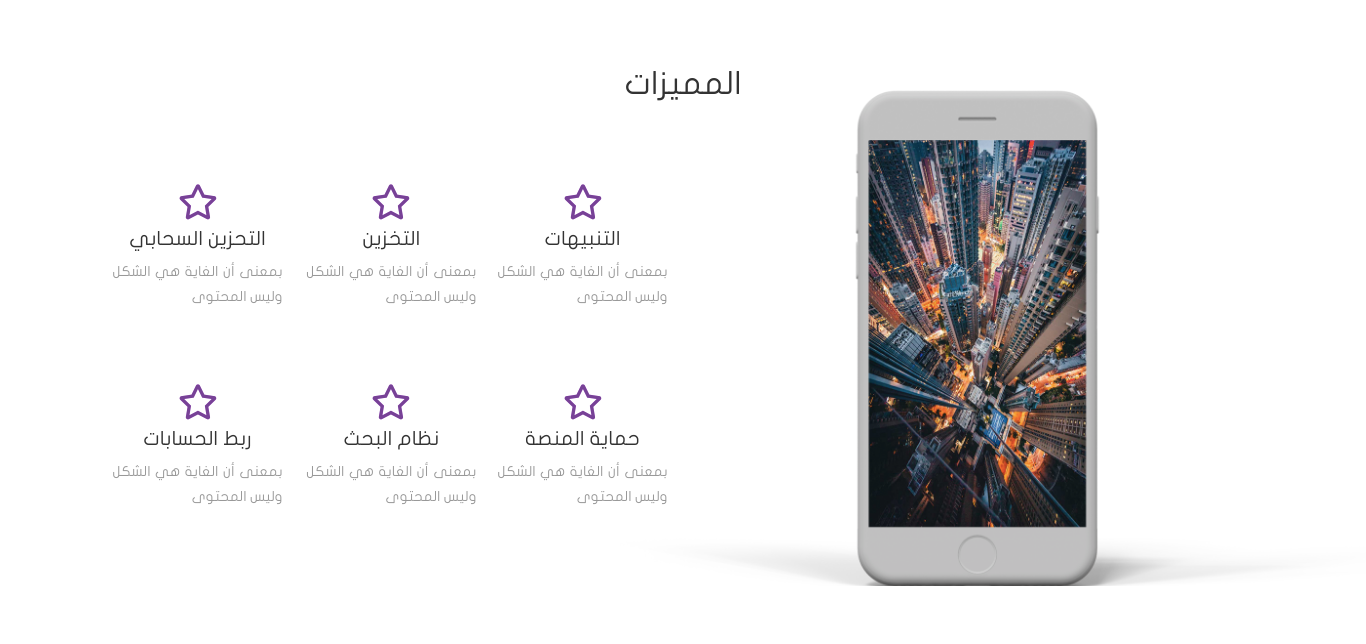 المميزات
التنبيهات
بمعنى أن الغاية هي الشكل
وليس المحتوى
التخزين
بمعنى أن الغاية هي الشكل
وليس المحتوى
التحزين السحابي
بمعنى أن الغاية هي الشكل
وليس المحتوى
حماية المنصة
بمعنى أن الغاية هي الشكل
وليس المحتوى
نظام البحث
بمعنى أن الغاية هي الشكل
وليس المحتوى
ربط الحسابات
بمعنى أن الغاية هي الشكل
وليس المحتوى